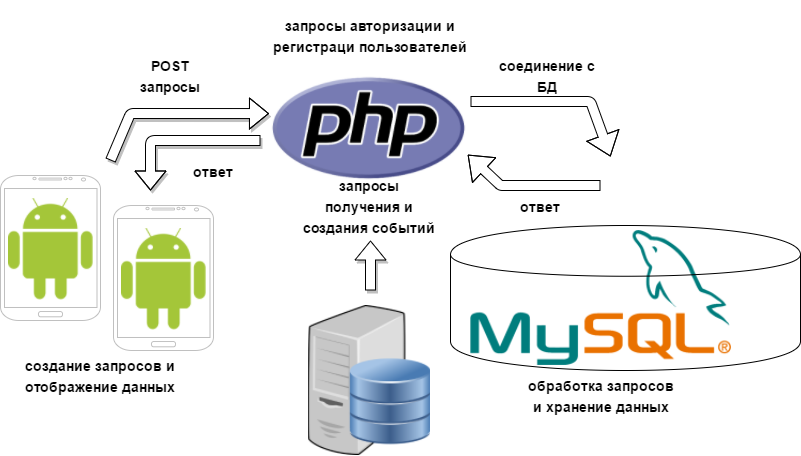 запросы авторизации и
регистраци пользователей
POST
запросы
соединение с
БД
php
ответ
запросы
получения и
создания событий
ответ
MySQL®
создание запросов и
отображение данных
обработка запросов
и хранение данных